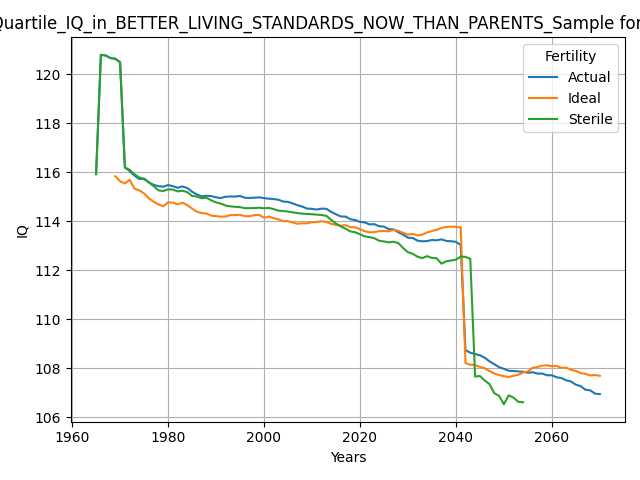 Quartile_IQ_in_BETTER_LIVING_STANDARDS_NOW_THAN_PARENTS_Sample for
Fertility
Actual
Ideal
Sterile
IQ
120
118
116
114
112
110
108
106
1960
1980
2000
2020
2040
2060
Years